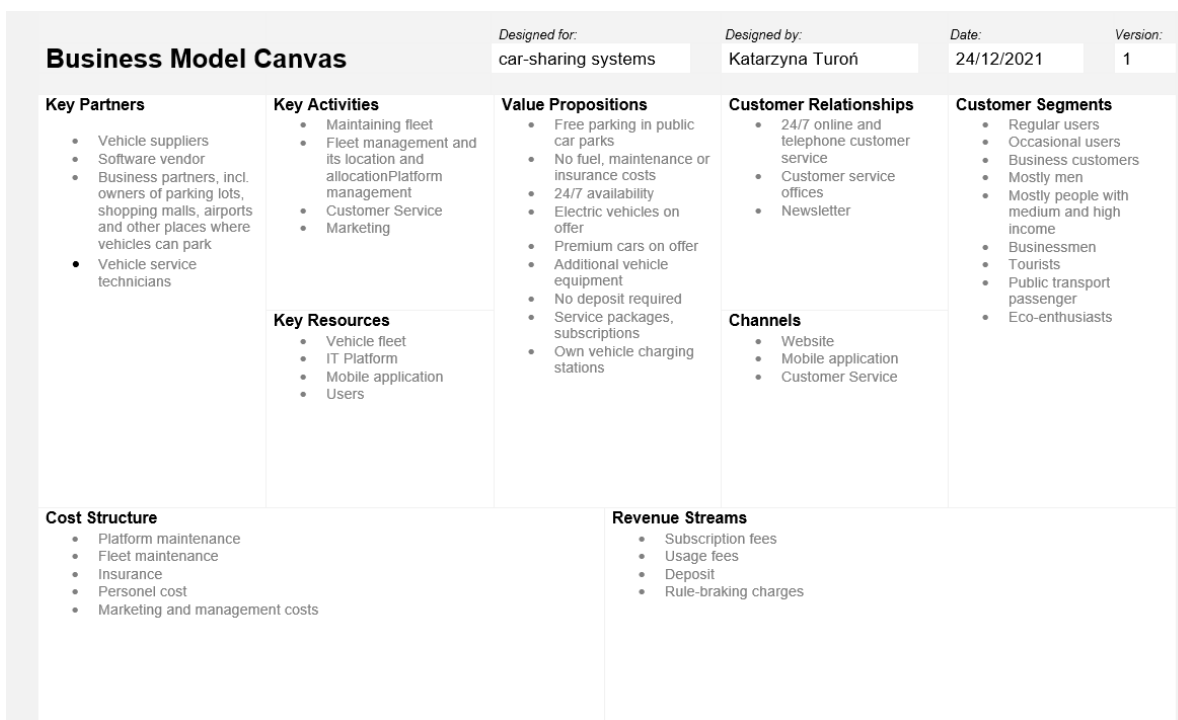 Business Model Canvas
Designed for:
car-sharing systems
Designed by:
Katarzyna Turoń
Date:
24/12/2021
Version:
1
Key Partners
• Vehicle suppliers
• Software vendor
• Business partners, incl.
owners of parking lots,
shopping malls, airports
and other places where
vehicles can park
• Vehicle service
technicians
Key Activities
• Maintaining fleet
• Fleet management and
its location and
allocationPlatform
management
• Customer Service
• Marketing
Key Resources
• Vehicle fleet
• IT Platform
• Mobile application
• Users
Value Propositions
• Free parking in public
car parks
• No fuel, maintenance or
insurance costs
• 24/7 availability
• Electric vehicles on
offer
• Premium cars on offer
• Additional vehicle
equipment
• No deposit required
• Service packages,
subscriptions
• Own vehicle charging
stations
Customer Relationships
• 24/7 online and
telephone customer
service
• Customer service
offices
• Newsletter
Channels
• Website
• Mobile application
• Customer Service
Customer Segments
• Regular users
• Occasional users
• Business customers
• Mostly men
• Mostly people with
medium and high
income
• Businessmen
• Tourists
• Public transport
passenger
• Eco-enthusiasts
Cost Structure
• Platform maintenance
• Fleet maintenance
• Insurance
• Personel cost
• Marketing and management costs
Revenue Streams
• Subscription fees
• Usage fees
• Deposit
• Rule-braking charges